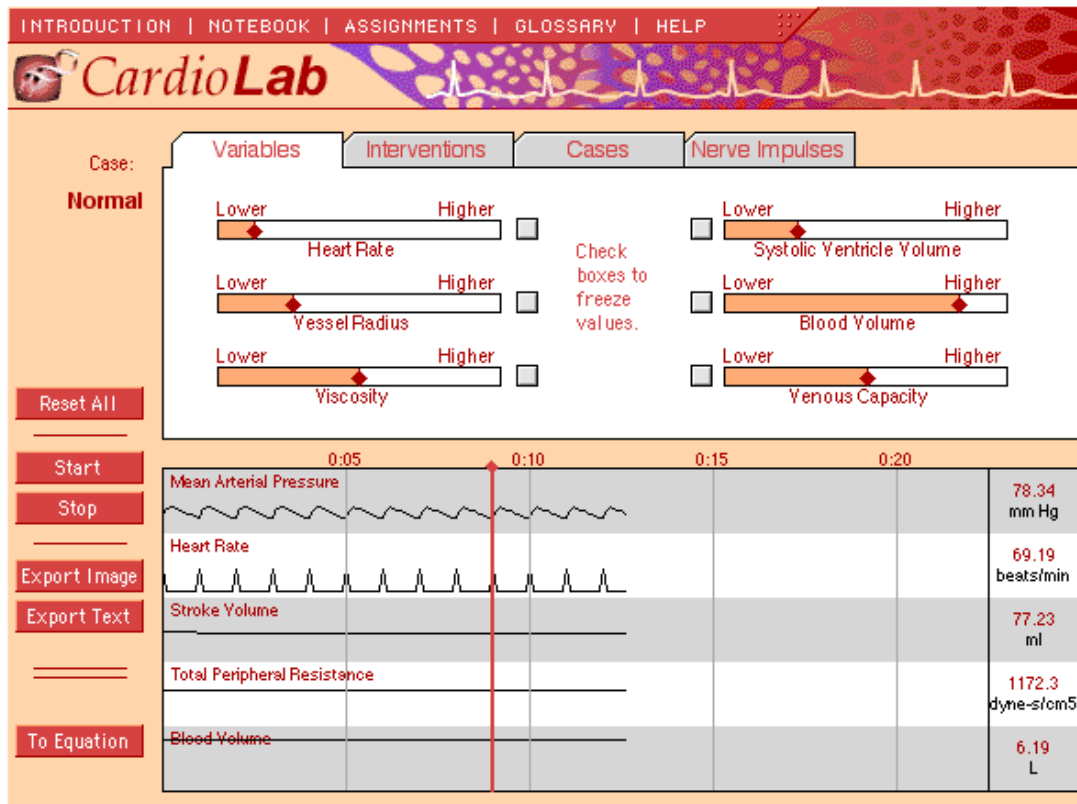 INTRODUCTION | NOTEBOOK | ASSIGNMENTS | GLOSSARY | HELP
CardioLab
Case:
Normal
Variables
Interventions
Cases
Nerve Impulses
Lower Higher
Heart Rate
Lower Higher
Vessel Radius
Lower Higher
Viscosity
Check
boxes to
freeze
values.
Lower Higher
Systolic Ventricle Volume
Lower Higher
Blood Volume
Lower Higher
Venous Capacity
Reset All
Start
Stop
Export Image
Export Text
To Equation
0:05 0:10 0:15 0:20
Mean Arterial Pressure
78.34
mm Hg
Heart Rate
69.19
beats/min
Stroke Volume
77.23
ml
Total Peripheral Resistance
1172.3
dyne-s/cm5
Blood Volume
6.19
L